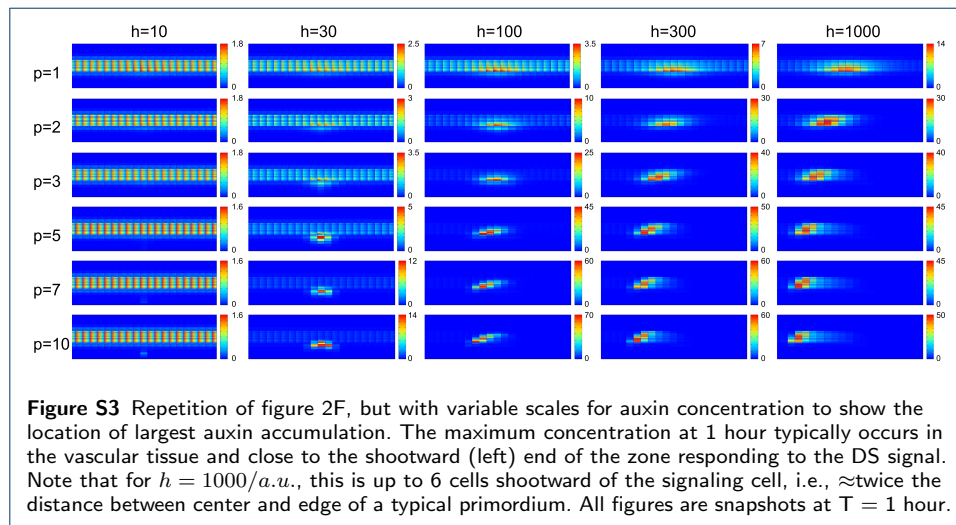 h=10 h=30 h=100 h=300 h=1000
p=1 1.8 0 2.5 0 3.5 0 7 0 14 0
p=2 1.8 0 3 0 10 0 30 0 30 0
p=3 1.8 0 3.5 0 25 0 40 0 40 0
p=5 1.6 0 5 0 45 0 50 0 45 0
p=7 1.6 0 12 0 60 0 60 0 45 0
p=10 1.6 0 14 0 70 0 70 0 50 0
Figure S3 Repetition of figure 2F, but with variable scales for auxin concentration to show the
location of largest auxin accumulation. The maximum concentration at 1 hour typically occurs in
the vascular tissue and close to the shootward (left) end of the zone responding to the DS signal.
Note that for h = 1000/a.u., this is up to 6 cells shootward of the signaling cell, i.e., ≈twice the
distance between center and edge of a typical primordium. All figures are snapshots at T = 1 hour.